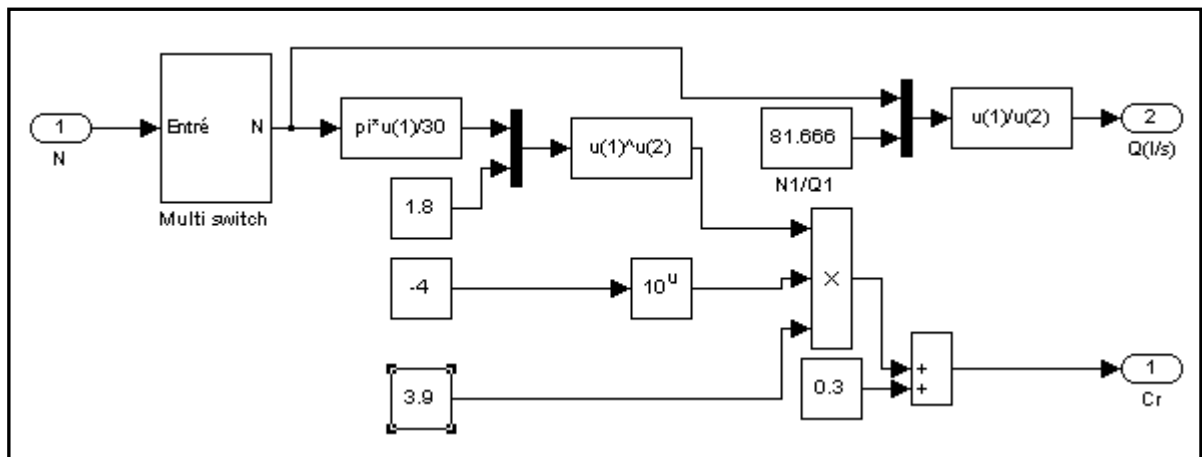 1
N
Entré N
Multi switch
pi*u(1)/30
1.8
u(1)^u(2)
81.666
N1/Q1
u(1)/u(2)
2
Q(l/s)
-4
10^u
×
3.9
0.3
+
+
1
Cr